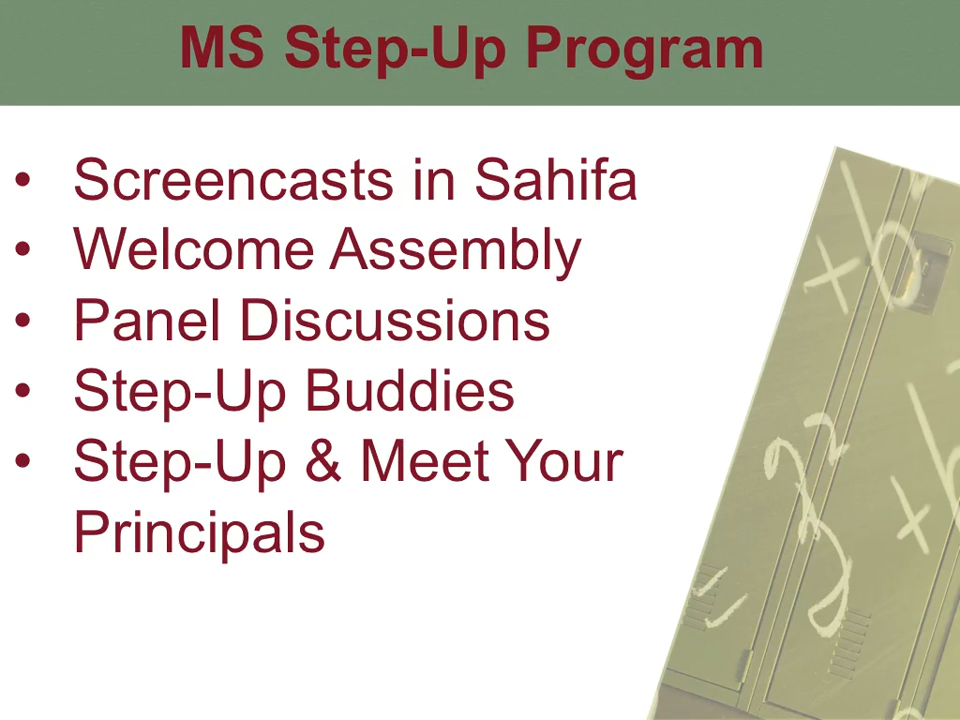 MS Step-Up Program
• Screencasts in Sahifa
• Welcome Assembly
• Panel Discussions
• Step-Up Buddies
• Step-Up & Meet Your
Principals